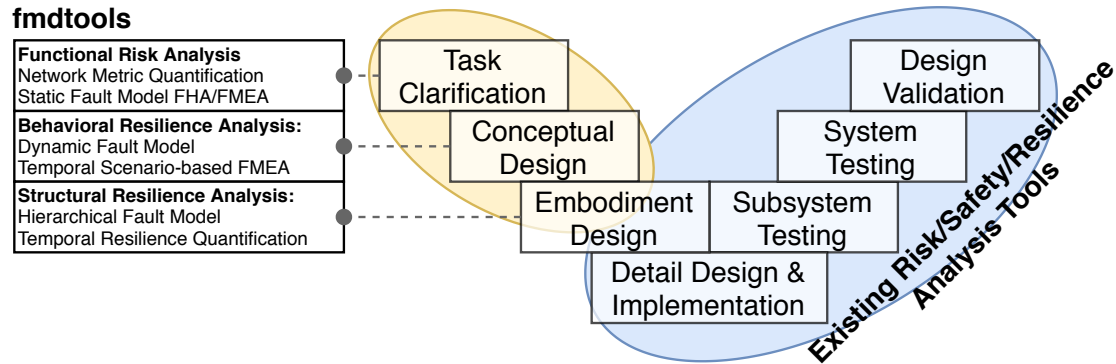 fmdtools
Functional Risk Analysis
Network Metric Quantification
Static Fault Model FHA/FMEA
Behavioral Resilience Analysis:
Dynamic Fault Model
Temporal Scenario-based FMEA
Structural Resilience Analysis:
Hierarchical Fault Model
Temporal Resilience Quantification
Task
Clarification
Conceptual
Design
Embodiment
Design
Detail Design &
Implementation
Subsystem
Testing
System
Testing
Design
Validation
Existing Risk/Safety/Resilience
Analysis Tools